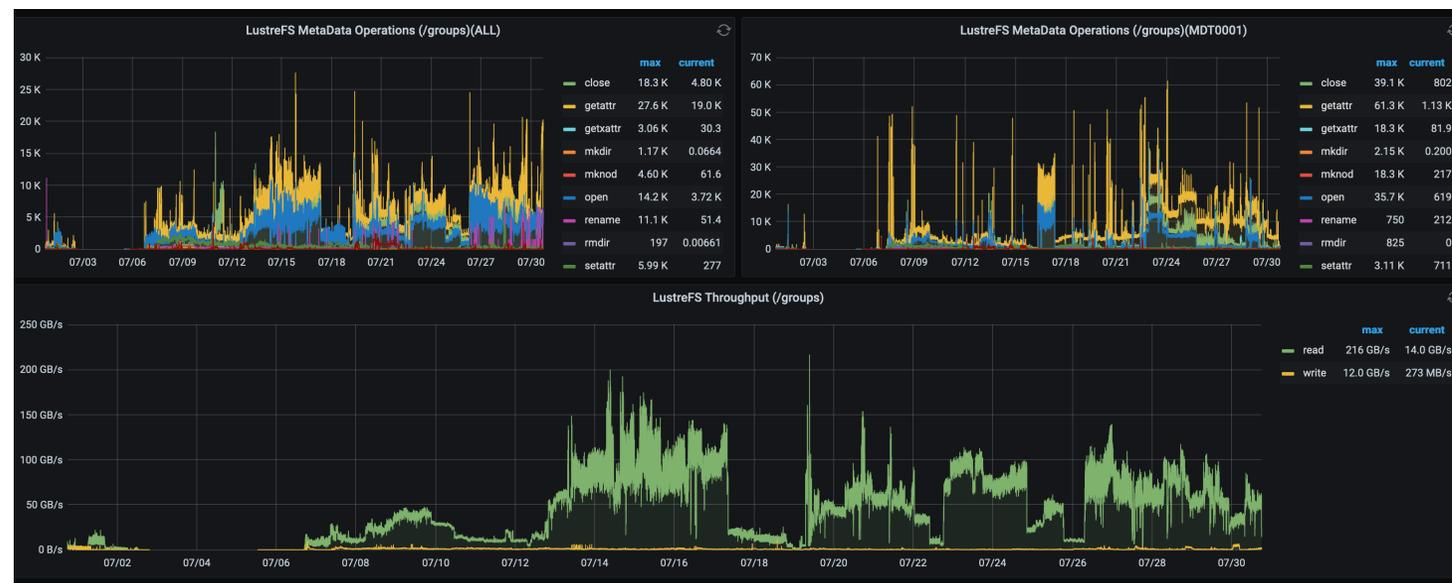 LustreFS MetaData Operations (/groups)(ALL)
30 K
25 K
20 K
15 K
10 K
5 K
0
07/03 07/06 07/09 07/12 07/15 07/18 07/21 07/24 07/27 07/30
max current
close 18.3 K 4.80 K
getattr 27.6 K 19.0 K
getxattr 3.06 K 30.3
mkdir 1.17 K 0.0664
mknod 4.60 K 61.6
open 14.2 K 3.72 K
rename 11.1 K 51.4
rmdir 197 0.00661
setattr 5.99 K 277
LustreFS MetaData Operations (/groups)(MDT0001)
70 K
60 K
50 K
40 K
30 K
20 K
10 K
0
07/03 07/06 07/09 07/12 07/15 07/18 07/21 07/24 07/27 07/30
max current
close 39.1 K 802
getattr 61.3 K 1.13 K
getxattr 18.3 K 81.9
mkdir 2.15 K 0.200
mknod 18.3 K 217
open 35.7 K 619
rename 750 212
rmdir 825 0
setattr 3.11 K 711
LustreFS Throughput (/groups)
250 GB/s
200 GB/s
150 GB/s
100 GB/s
50 GB/s
0 B/s
07/02 07/04 07/06 07/08 07/10 07/12 07/14 07/16 07/18 07/20 07/22 07/24 07/26 07/28 07/30
max current
read 216 GB/s 14.0 GB/s
write 12.0 GB/s 273 MB/s